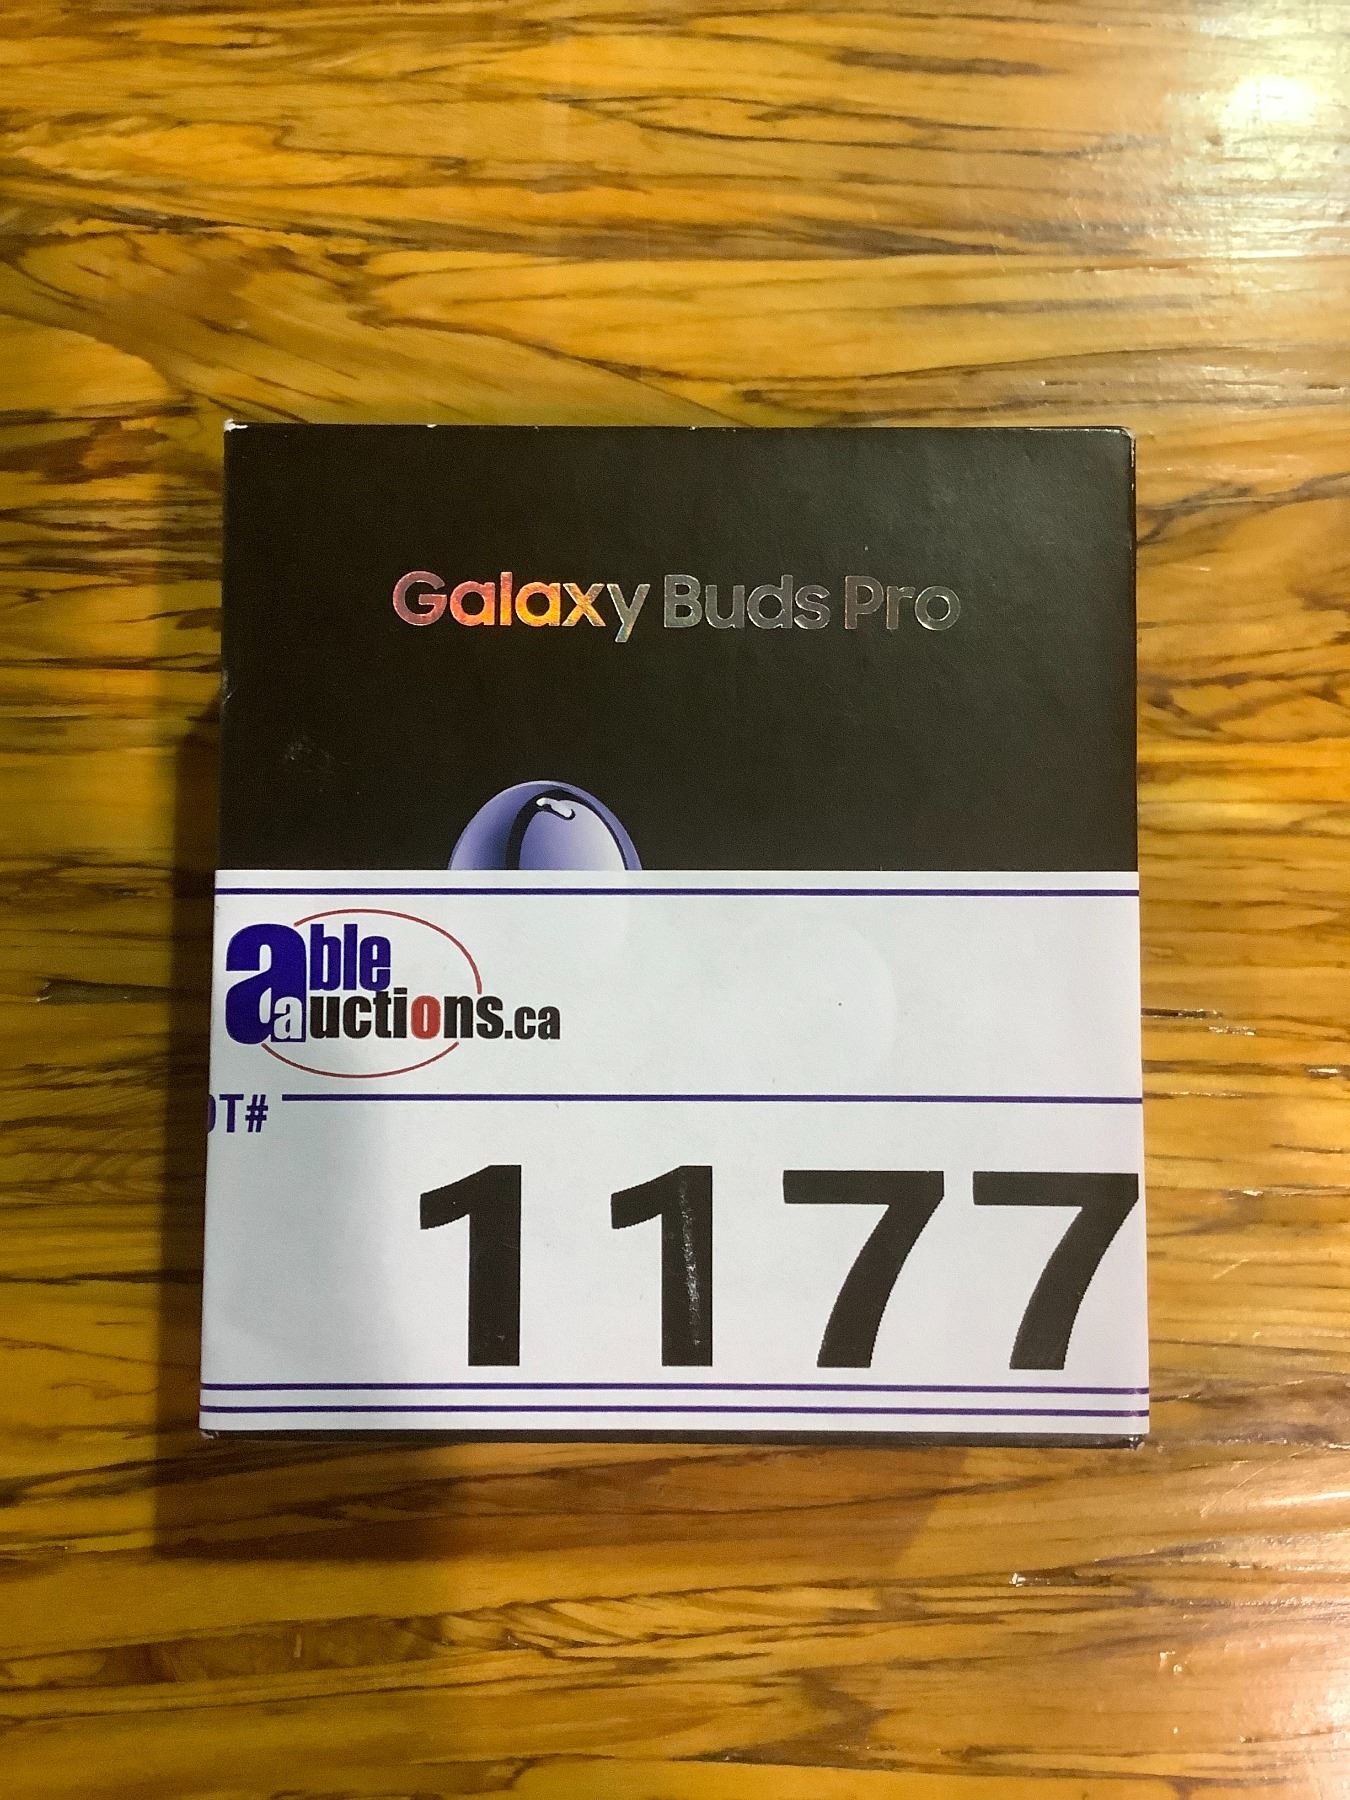 Galaxy Buds Pro
able
auctions.ca
OT#
1177